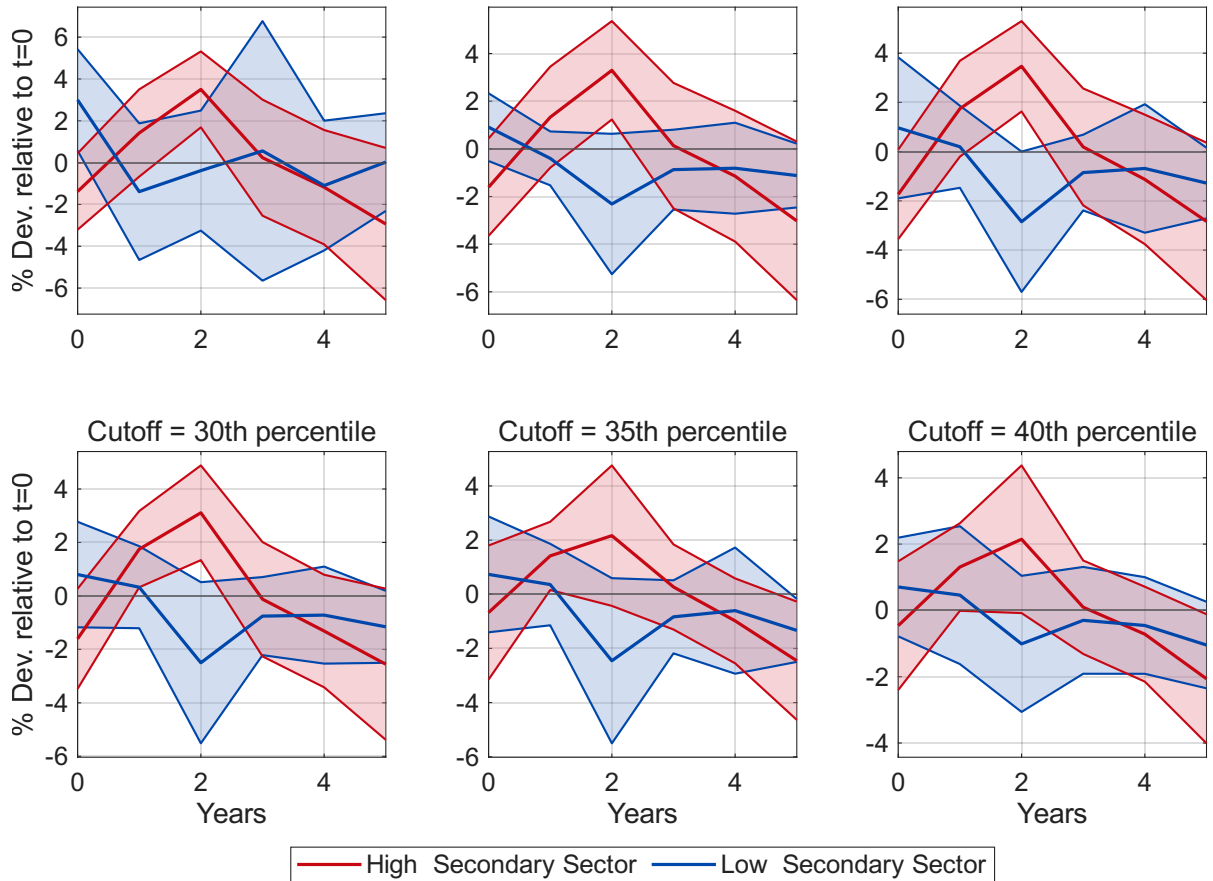 % Dev. relative to t=0
6
4
2
0
-2
-4
-6
0 2 4
4
2
0
-2
-4
-6
0 2 4
4
2
0
-2
-4
-6
0 2 4
Cutoff = 30th percentile
% Dev. relative to t=0
4
2
0
-2
-4
-6
0 2 4
Years
Cutoff = 35th percentile
4
2
0
-2
-4
-6
0 2 4
Years
Cutoff = 40th percentile
4
2
0
-2
-4
0 2 4
Years
High Secondary Sector Low Secondary Sector